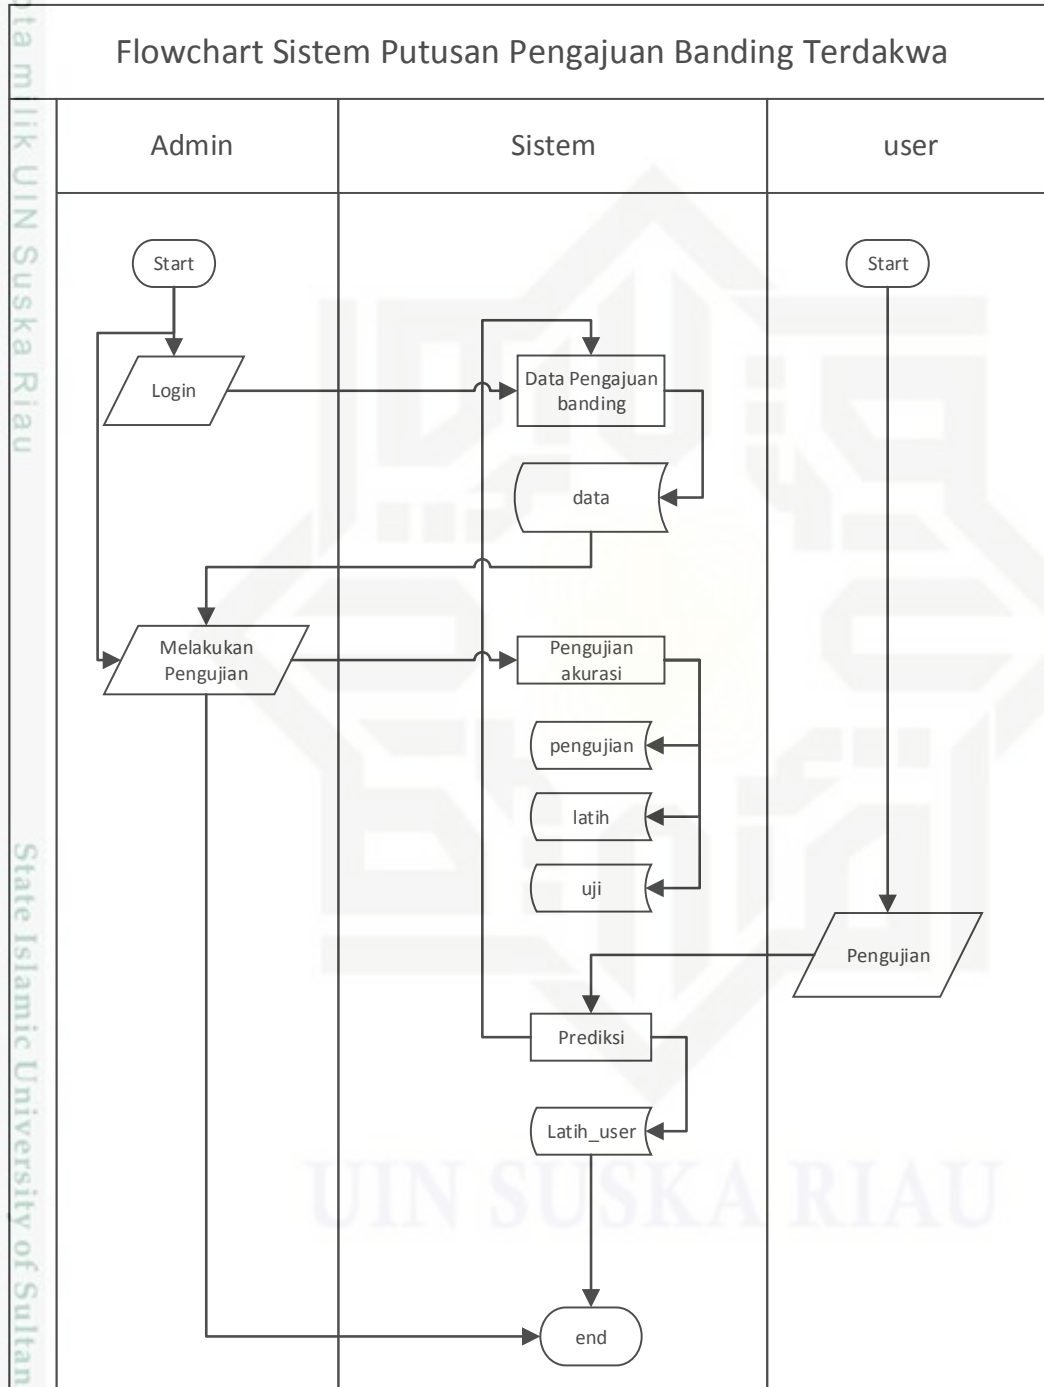 Flowchart Sistem Putusan Pengajuan Banding Terdakwa
Admin
Sistem
user
Start
Start
Login
Data Pengajuan
banding
data
Melakukan
Pengujian
Pengujian
akurasi
pengujian
latih
uji
Pengujian
Prediksi
Latih_user
end
UIN SUSKA RIAU
milik UIN Suska Riau
State Islamic University of Sultan